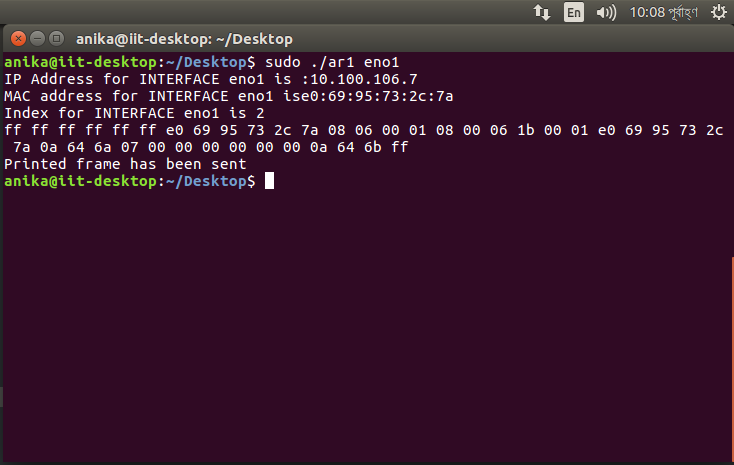 En 10:08 পূর্বাহ্ণ
anika@iit-desktop: ~/Desktop
anika@iit-desktop:~/Desktop$ sudo ./ar1 eno1
IP Address for INTERFACE eno1 is :10.100.106.7
MAC address for INTERFACE eno1 ise0:69:95:73:2c:7a
Index for INTERFACE eno1 is 2
ff ff ff ff ff ff e0 69 95 73 2c 7a 08 06 00 01 08 00 06 1b 00 01 e0 69 95 73 2c
7a 0a 64 6a 07 00 00 00 00 00 00 0a 64 6b ff
Printed frame has been sent
anika@iit-desktop:~/Desktop$